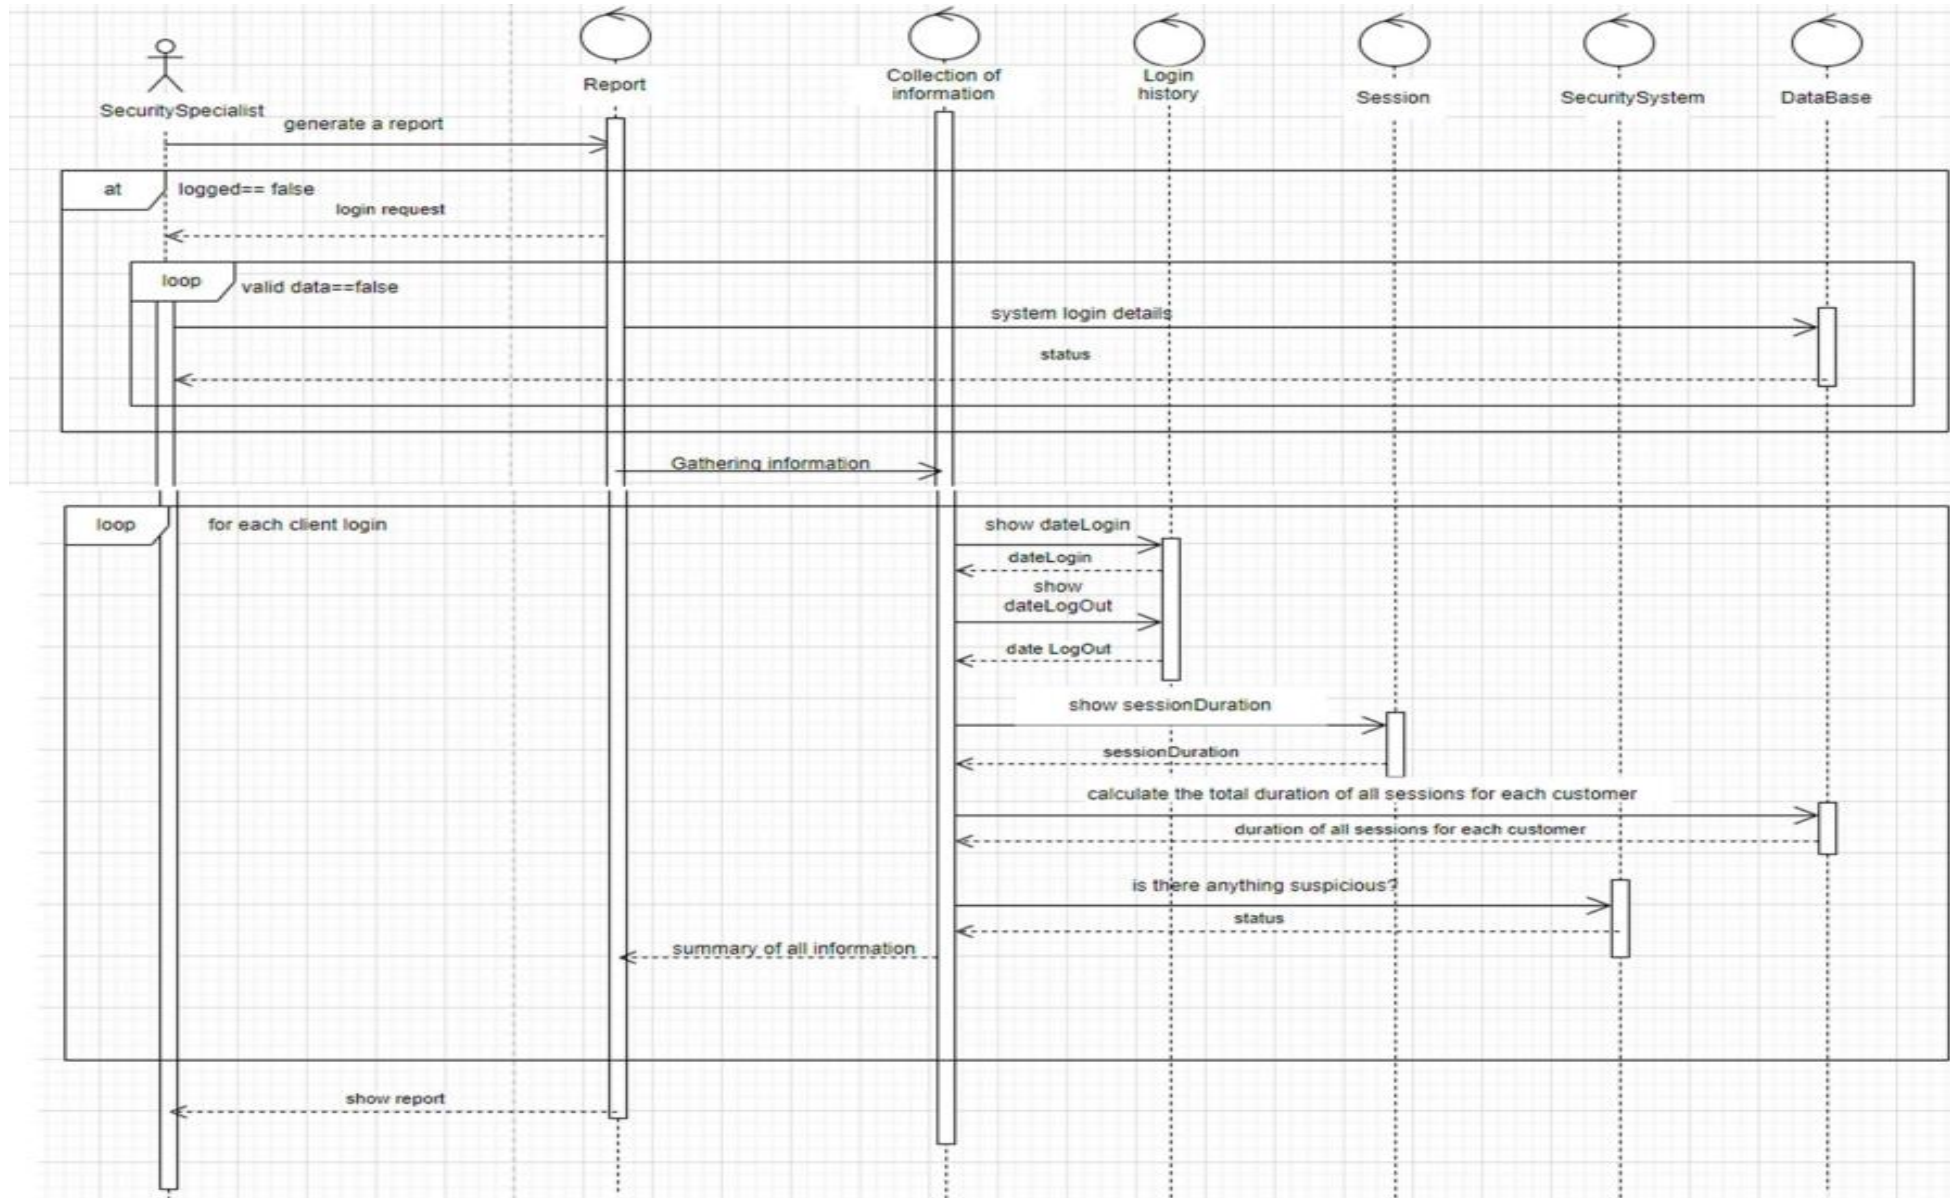 Report
Collection of
information
Login
history
Session
SecuritySystem
DataBase
SecuritySpecialist
generate a report
at
logged== false
login request
loop
valid data==false
system login details
status
Gathering information
loop
for each client login
show dateLogin
dateLogin
show
dateLogOut
date LogOut
show sessionDuration
sessionDuration
calculate the total duration of all sessions for each customer
duration of all sessions for each customer
is there anything suspicious?
status
summary of all information
show report